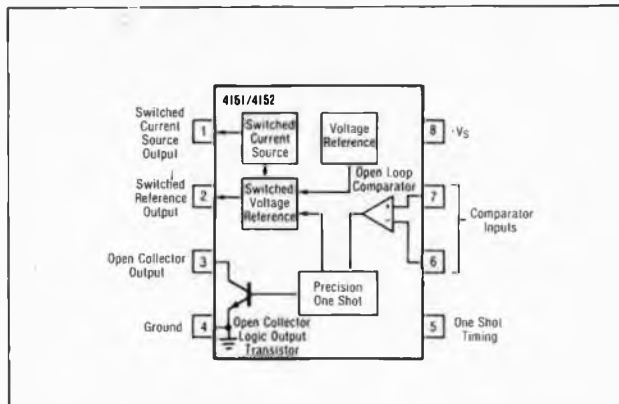 4151/4152
Switched
Current
Source
Output
1
Switched
Current
Source
Voltage
Reference
8
+VS
Open Loop
Comparator
Switched
Reference
Output
2
Switched
Voltage
Reference
+
-
7
Comparator
Inputs
6
Open Collector
Output
3
Precision
One Shot
Ground
4
Open Collector
Logic Output
Transistor
5
One Shot
Timing